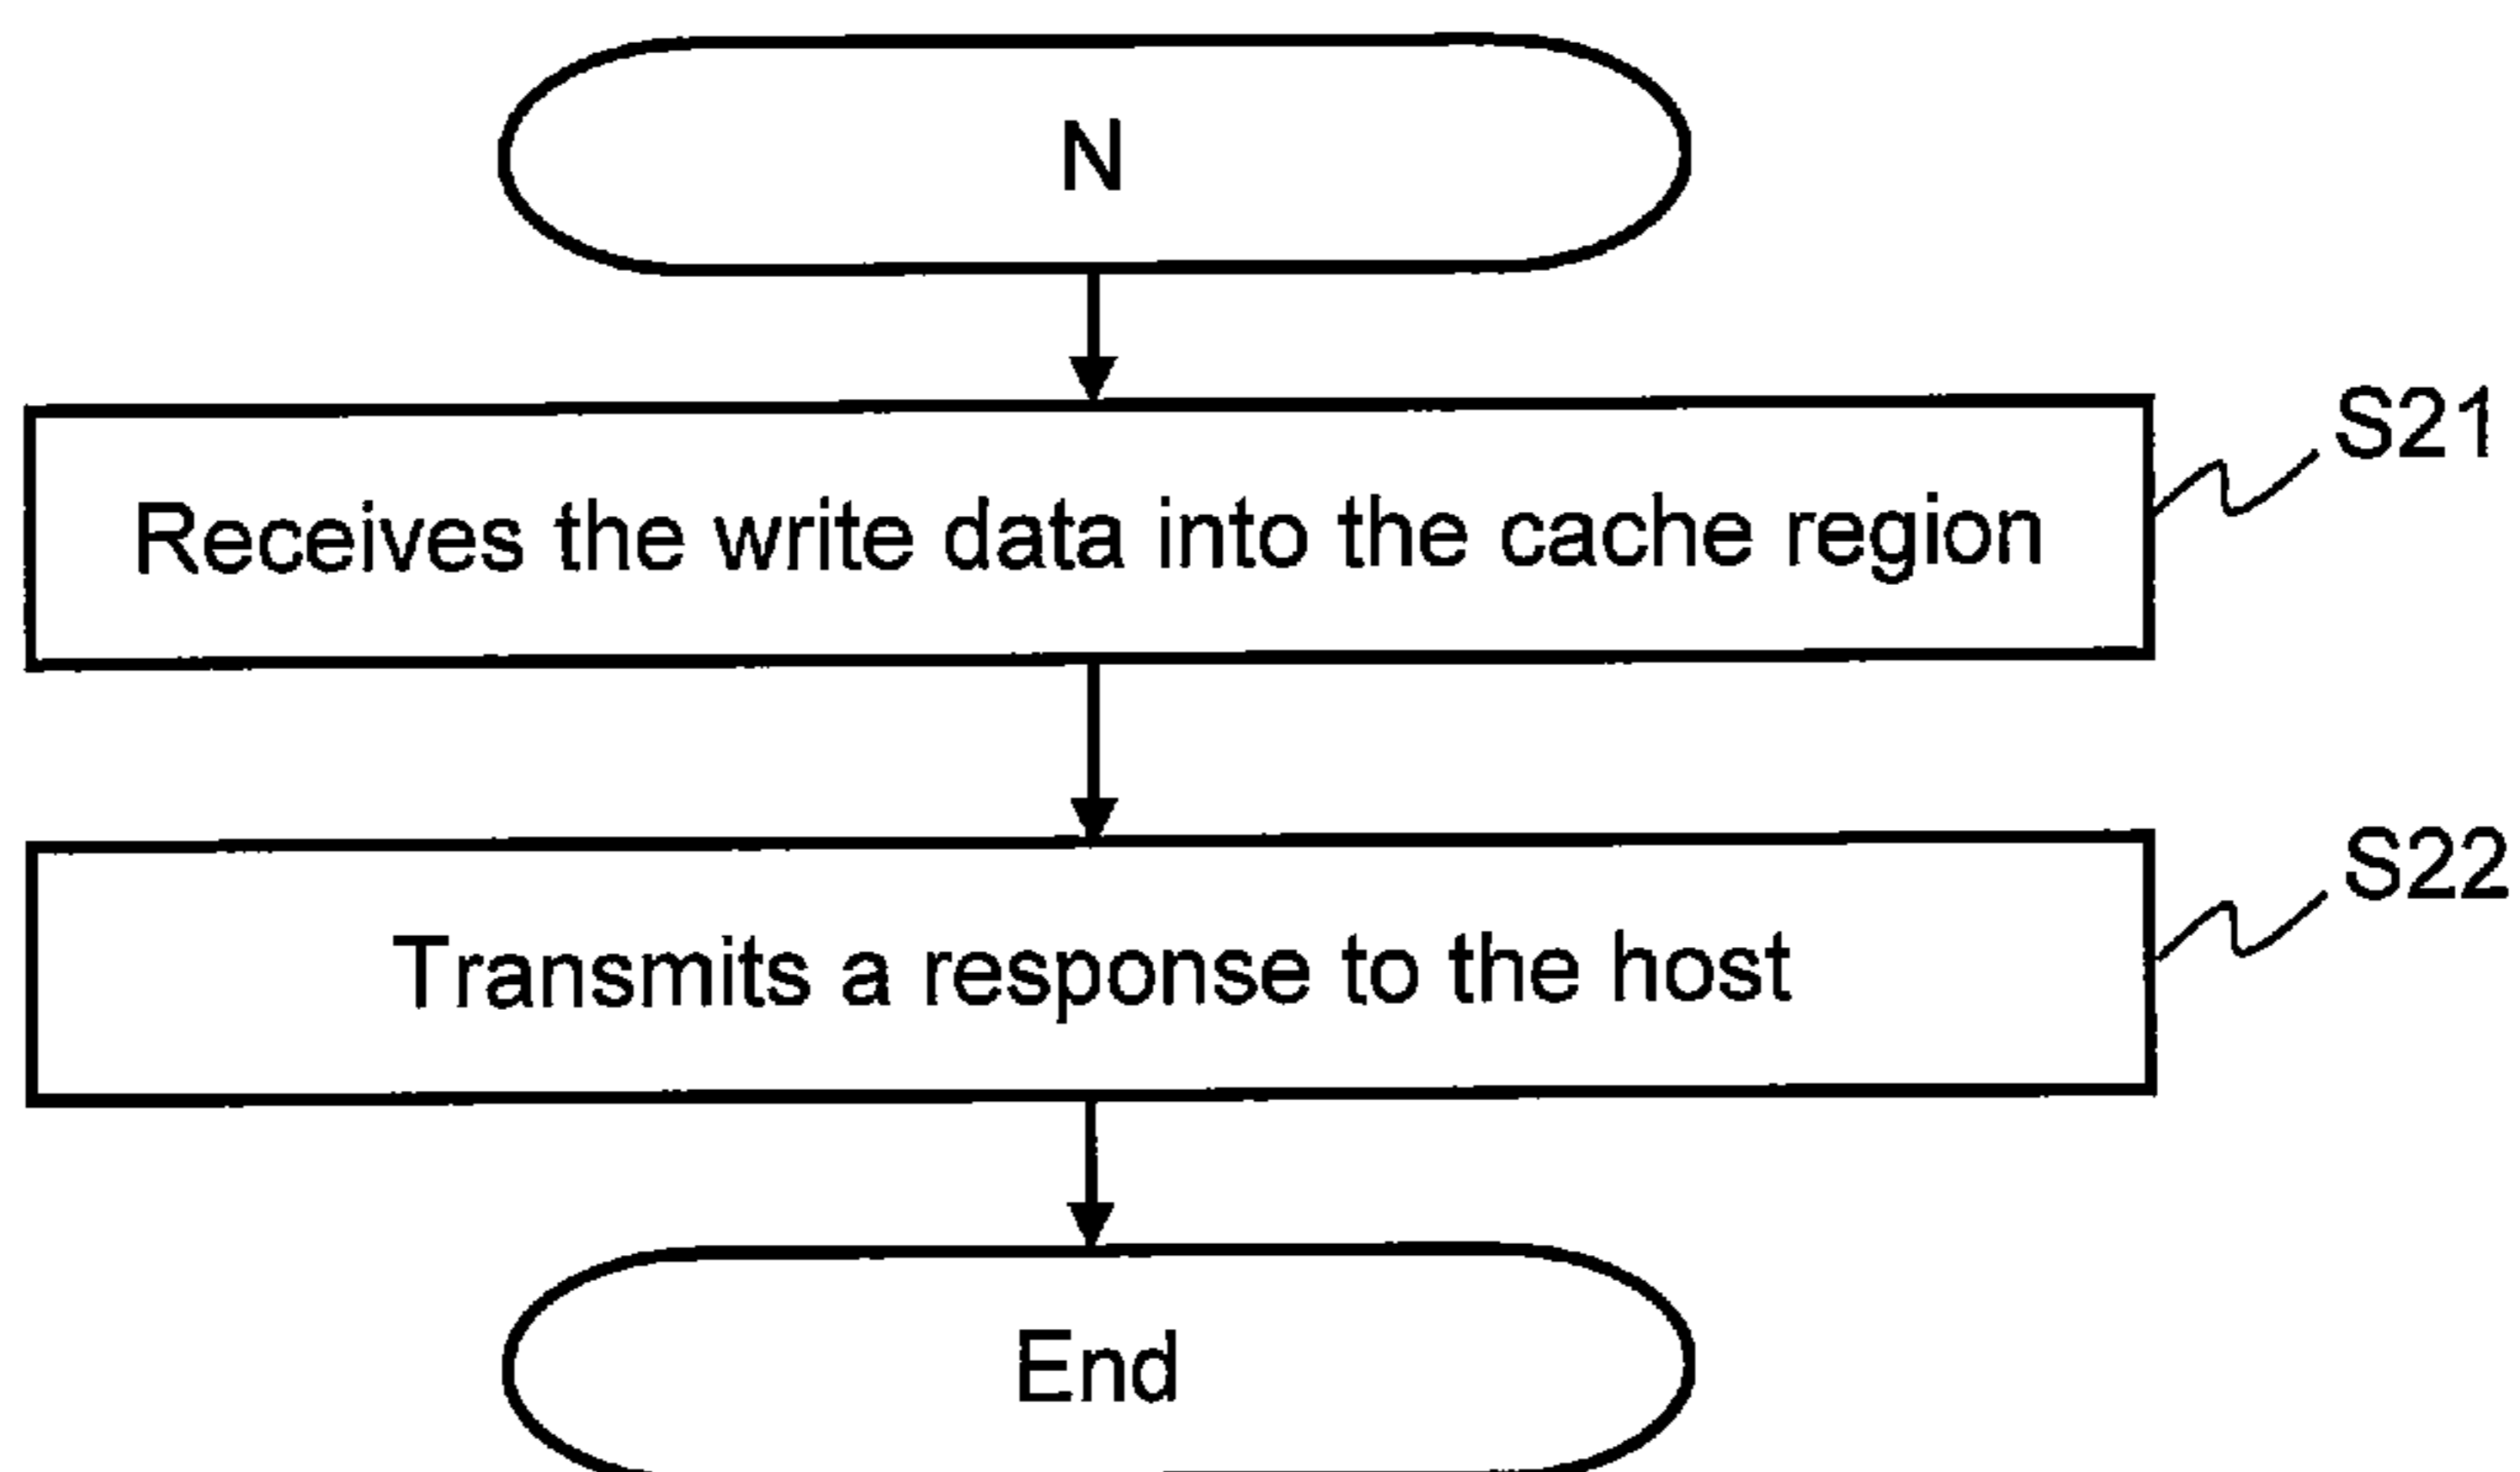 N
S21
Receives the write data into the cache region
S22
Transmits a response to the host
End